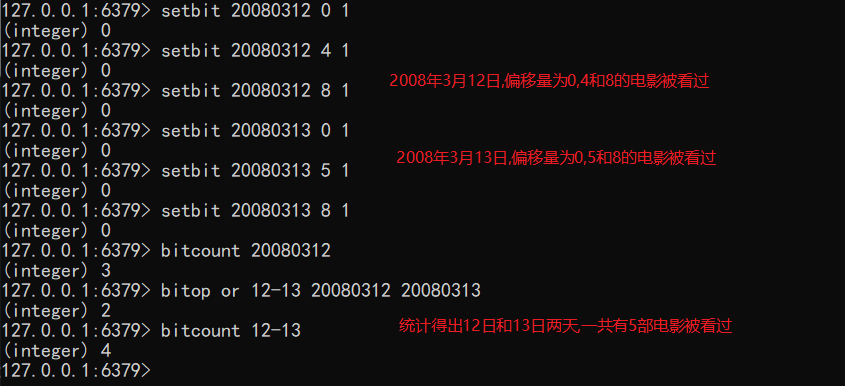 127.0.0.1:6379> setbit 20080312 0 1
(integer) 0
127.0.0.1:6379> setbit 20080312 4 1
(integer) 0
2008年3月12日,偏移量为0,4和8的电影被看过
127.0.0.1:6379> setbit 20080312 8 1
(integer) 0
127.0.0.1:6379> setbit 20080313 0 1
(integer) 0
2008年3月13日,偏移量为0,5和8的电影被看过
127.0.0.1:6379> setbit 20080313 5 1
(integer) 0
127.0.0.1:6379> setbit 20080313 8 1
(integer) 0
127.0.0.1:6379> bitcount 20080312
(integer) 3
127.0.0.1:6379> bitop or 12-13 20080312 20080313
(integer) 2
127.0.0.1:6379> bitcount 12-13
统计得出12日和13日两天,一共有5部电影被看过
(integer) 4
127.0.0.1:6379>